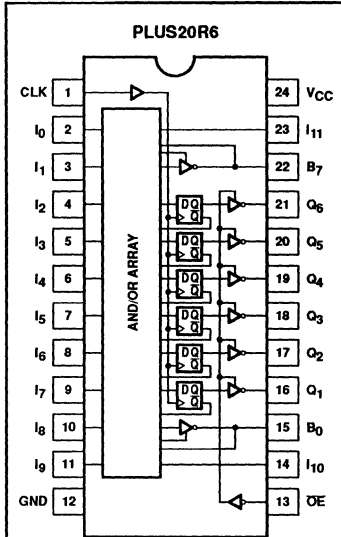 PLUS20R6
CLK 1 24 VCC
I0 2 23 I11
I1 3 22 B7
I2 4 D Q Q̅ 21 Q6
I3 5 D Q Q̅ 20 Q5
I4 6 D Q Q̅ 19 Q4
I5 7 D Q Q̅ 18 Q3
I6 8 D Q Q̅ 17 Q2
I7 9 D Q Q̅ 16 Q1
I8 10 15 B0
I9 11 14 I10
GND 12 13 O̅E̅
AND/OR ARRAY